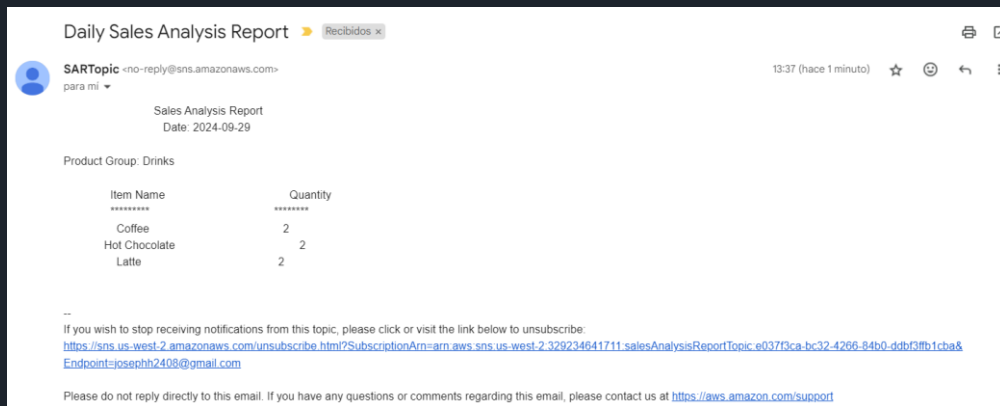 Daily Sales Analysis Report Recibidos ×
SARTopic <no-reply@sns.amazonaws.com> 13:37 (hace 1 minuto)
para mí
Sales Analysis Report
Date: 2024-09-29
Product Group: Drinks
Item Name Quantity
********* ********
Coffee 2
Hot Chocolate 2
Latte 2
--
If you wish to stop receiving notifications from this topic, please click or visit the link below to unsubscribe:
https://sns.us-west-2.amazonaws.com/unsubscribe.html?SubscriptionArn=arn:aws:sns:us-west-2:329234641711:salesAnalysisReportTopic:e037f3ca-bc32-4266-84b0-ddbf3ffb1cba&
Endpoint=josephh2408@gmail.com
Please do not reply directly to this email. If you have any questions or comments regarding this email, please contact us at https://aws.amazon.com/support